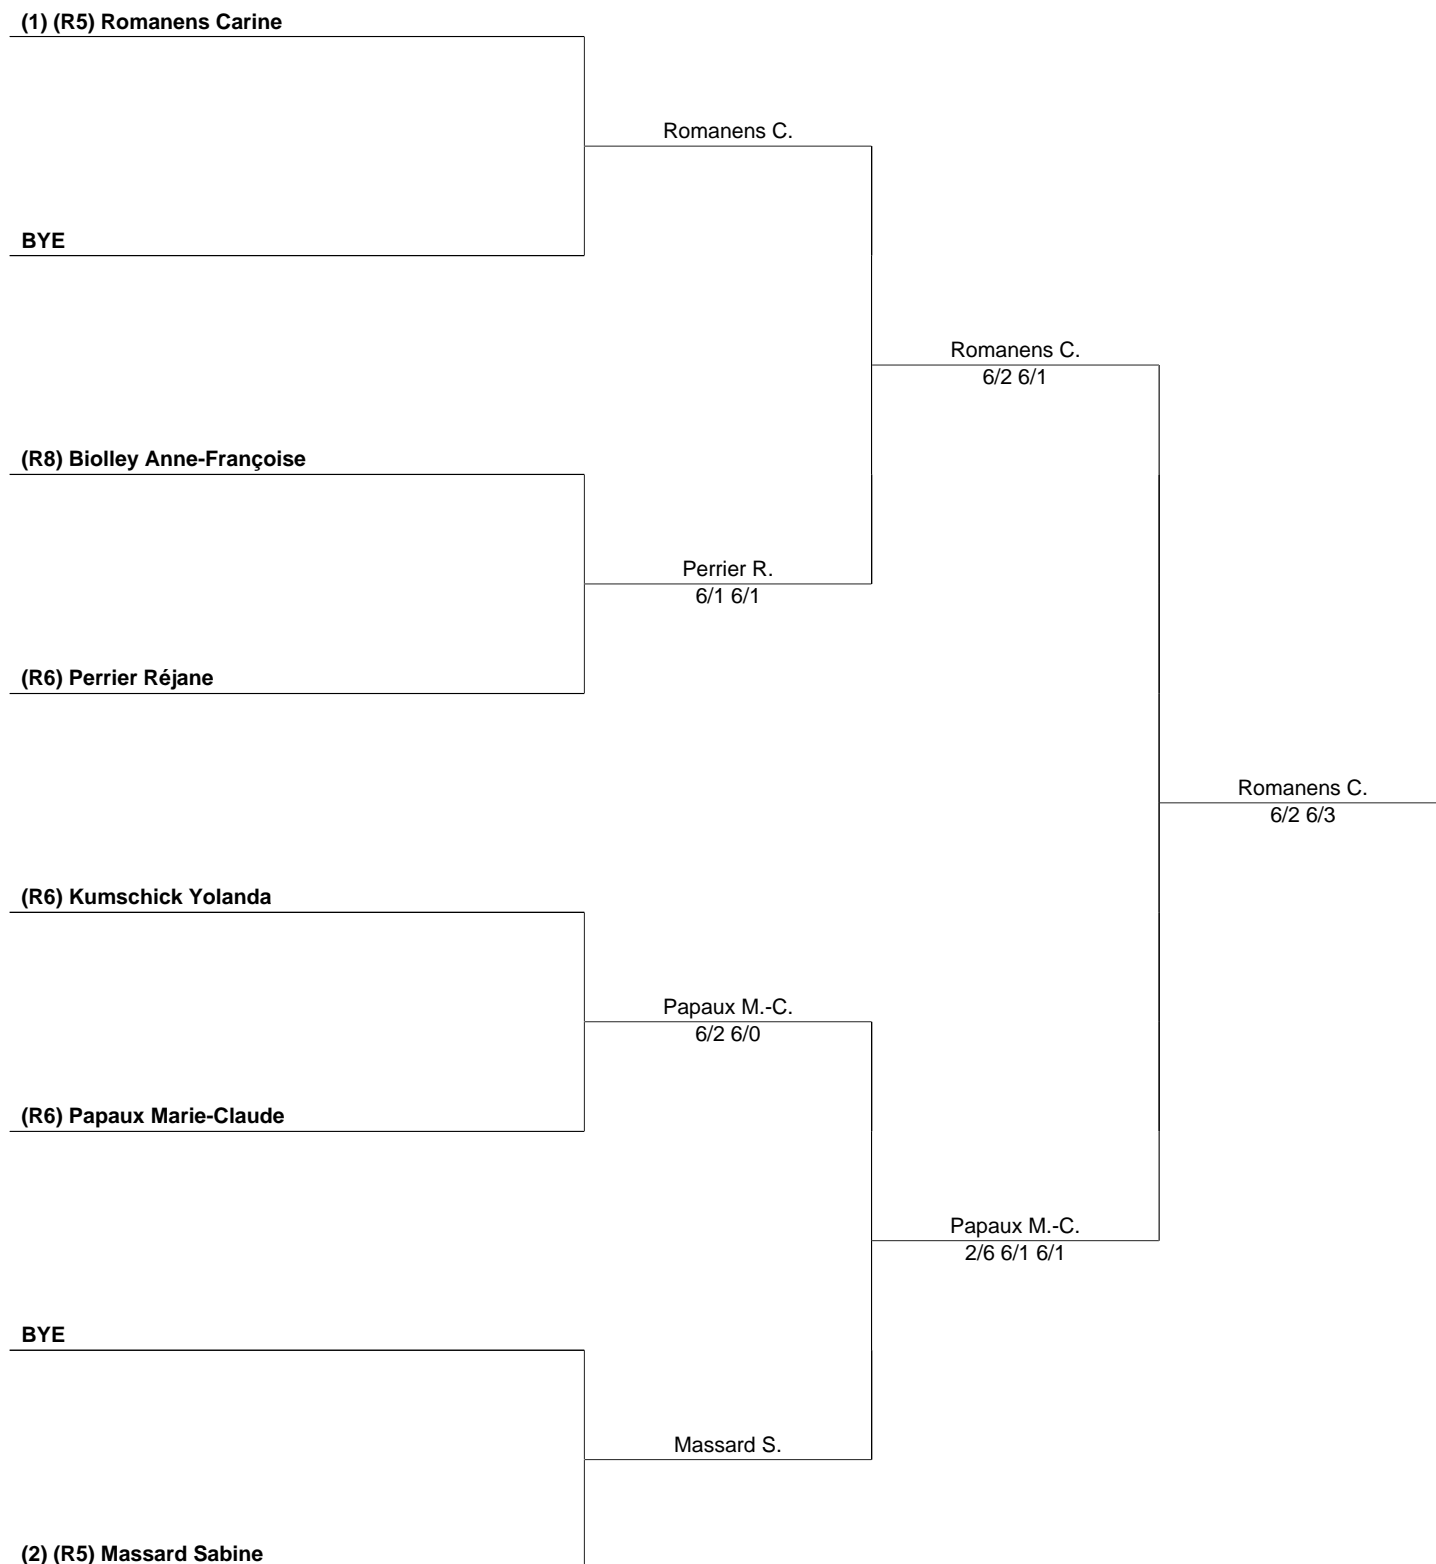 (1) (R5) Romanens Carine
Romanens C.
BYE
Romanens C.
6/2 6/1
(R8) Biolley Anne-Françoise
Perrier R.
6/1 6/1
(R6) Perrier Réjane
Romanens C.
6/2 6/3
(R6) Kumschick Yolanda
Papaux M.-C.
6/2 6/0
(R6) Papaux Marie-Claude
Papaux M.-C.
2/6 6/1 6/1
BYE
Massard S.
(2) (R5) Massard Sabine